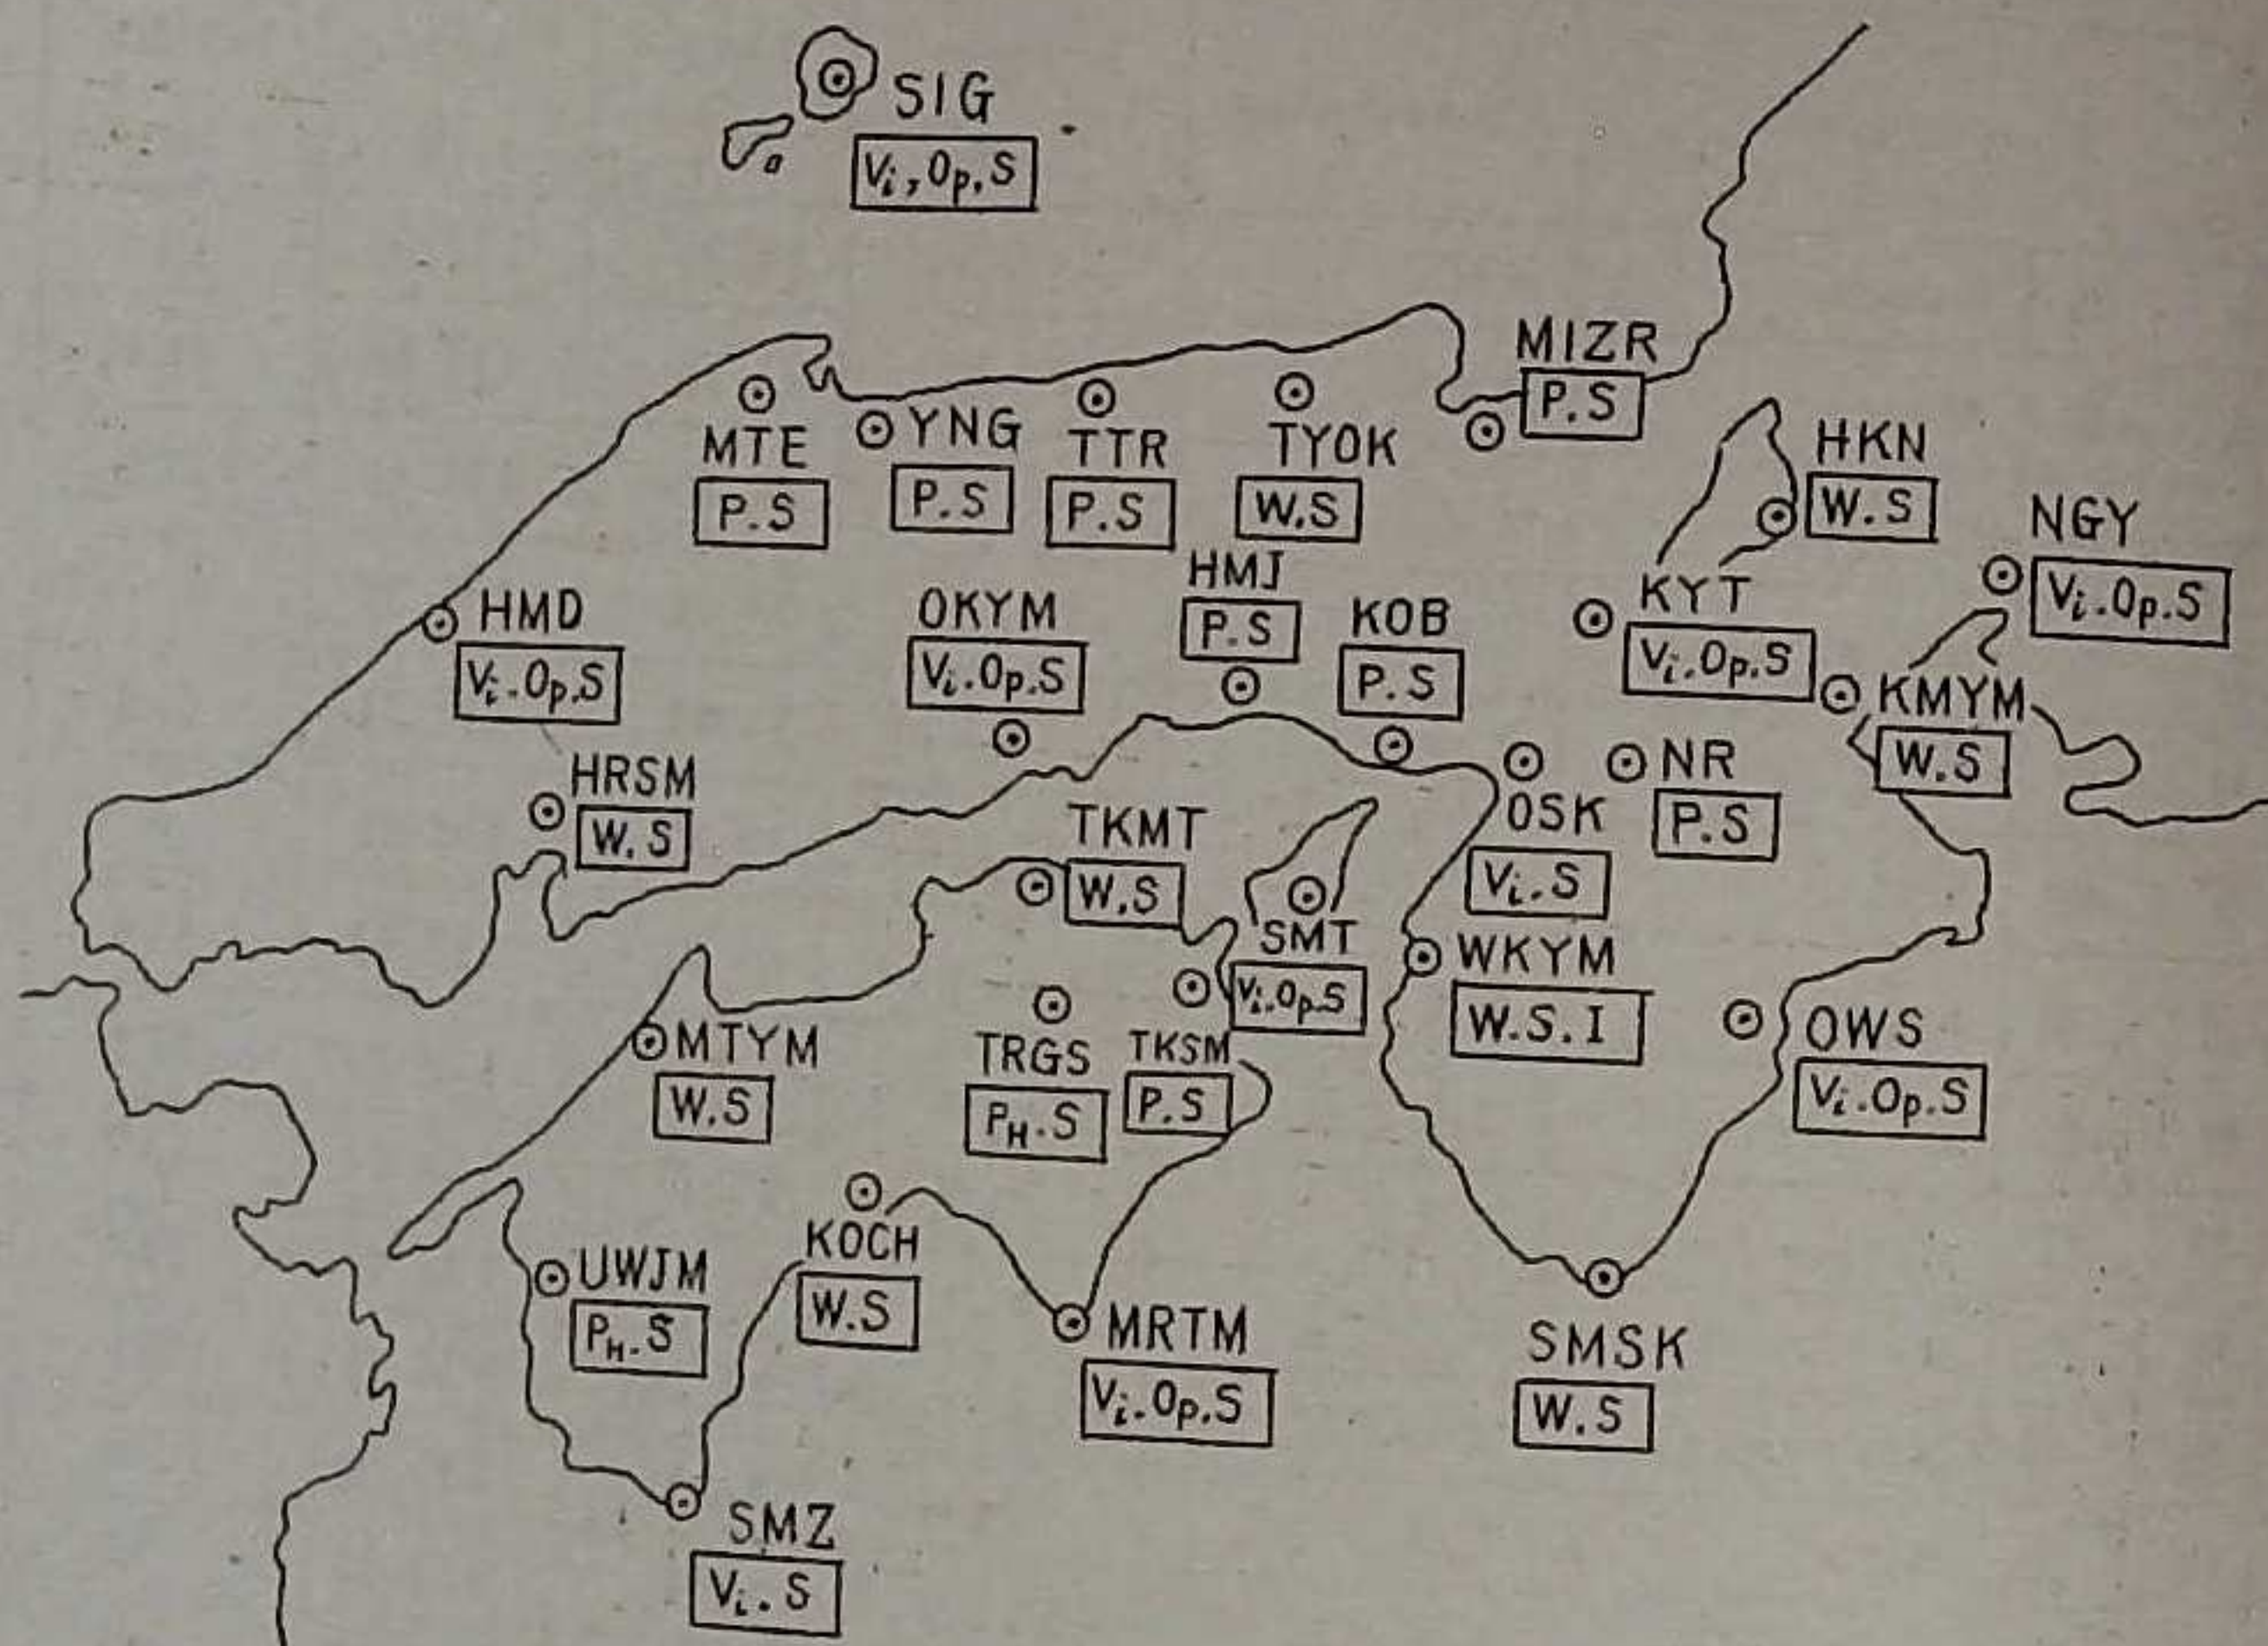 SIG
Vi, Op. S
MIZR
P.S
MTE
P.S
YNG
P.S
TTR
P.S
TYOK
W.S
HKN
W.S
NGY
Vi.Op.S
HMD
Vi.Op.S
OKYM
Vi.Op.S
HMJ
P.S
KOB
P.S
KYT
Vi.Op.S
KMYM
W.S
HRSM
W.S
TKMT
W.S
OSK
Vi.S
NR
P.S
SMT
Vi.Op.S
WKYM
W.S.I
OWS
Vi.Op.S
MTYM
W.S
TRGS
PH.S
TKSM
P.S
UWJM
PH.S
KOCH
W.S
MRTM
Vi.Op.S
SMSK
W.S
SMZ
Vi.S